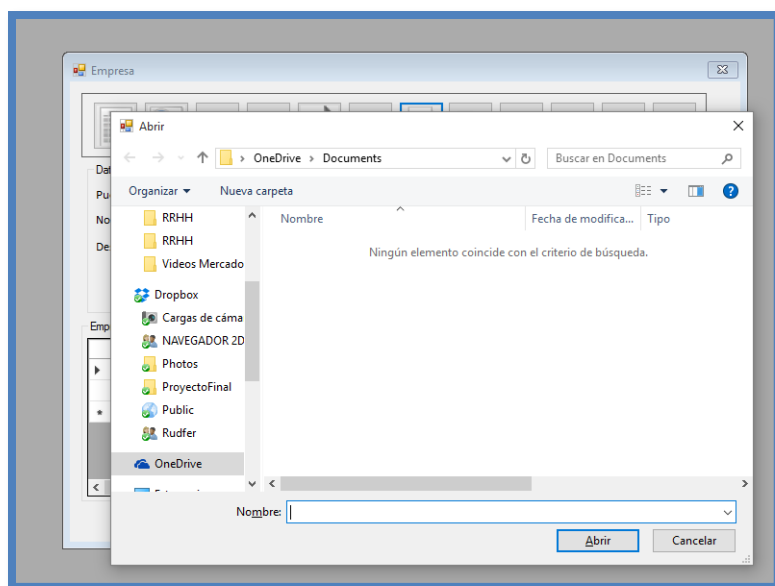 Empresa
Abrir
OneDrive > Documents
Buscar en Documents
Organizar
Nueva carpeta
Dat
Pu
No
De
Emp
RRHH
RRHH
Videos Mercado
Dropbox
Cargas de cáma
NAVEGADOR 2D
Photos
ProyectoFinal
Public
Rudfer
OneDrive
Nombre
Fecha de modifica...
Tipo
Ningún elemento coincide con el criterio de búsqueda.
Nombre:
Abrir
Cancelar